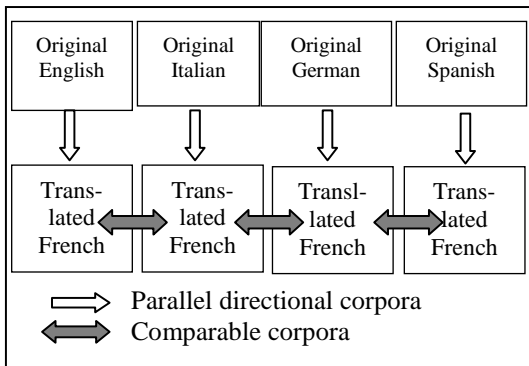 Original
English
Original
Italian
Original
German
Original
Spanish
Trans-
lated
French
Trans-
lated
French
Transl-
lated
French
Trans-
lated
French
Parallel directional corpora
Comparable corpora